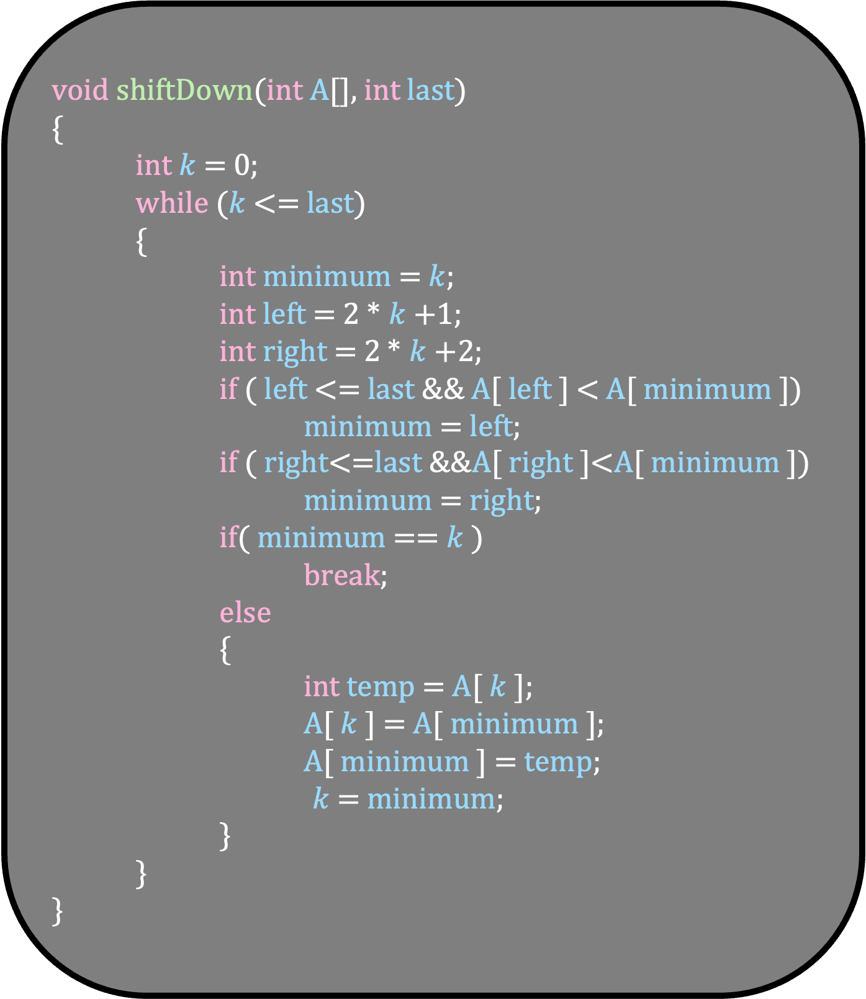 void shiftDown(int A[], int last)
{
int k = 0;
while (k <= last)
{
int minimum = k;
int left = 2 * k +1;
int right = 2 * k +2;
if ( left <= last && A[ left ] < A[ minimum ])
minimum = left;
if ( right<=last &&A[ right ]<A[ minimum ])
minimum = right;
if( minimum == k )
break;
else
{
int temp = A[ k ];
A[ k ] = A[ minimum ];
A[ minimum ] = temp;
k = minimum;
}
}
}